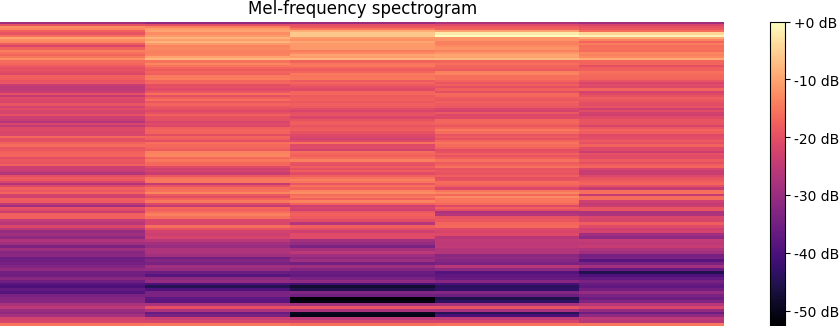 Mel-frequency spectrogram
+0 dB
-10 dB
-20 dB
-30 dB
-40 dB
-50 dB